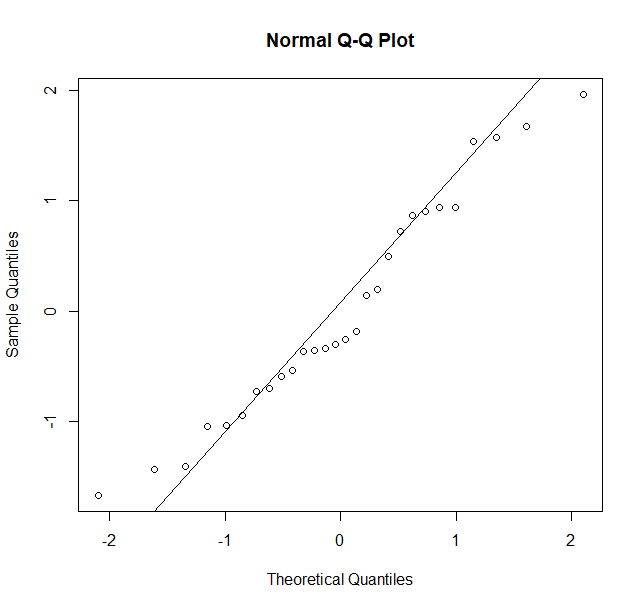 Normal Q-Q Plot
Sample Quantiles
2
1
0
-1
-2 -1 0 1 2
Theoretical Quantiles